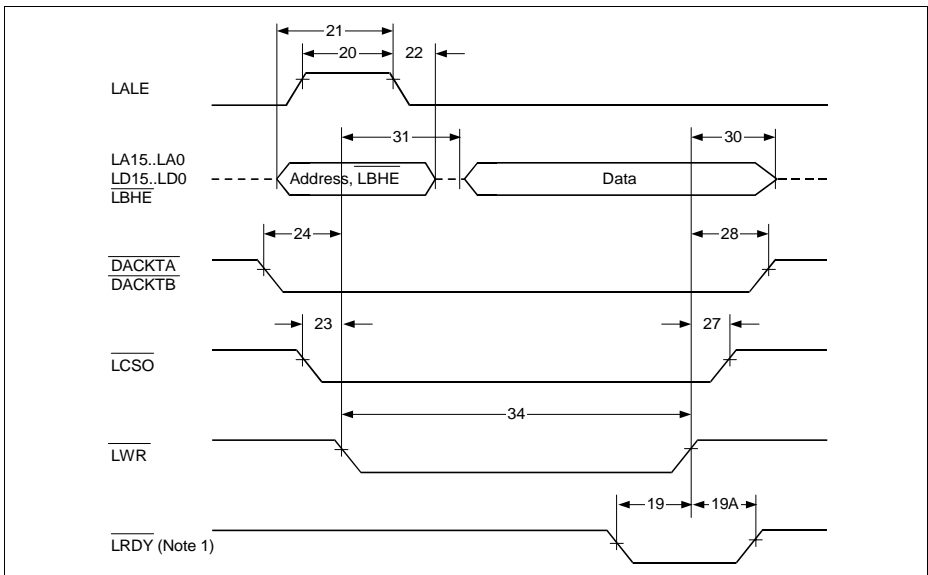 21
20
22
LALE
31
30
LA15..LA0
LD15..LD0
LBHE
Address, LBHE
Data
24
28
DACKTA
DACKTB
23
27
LCSO
34
LWR
19
19A
LRDY (Note 1)